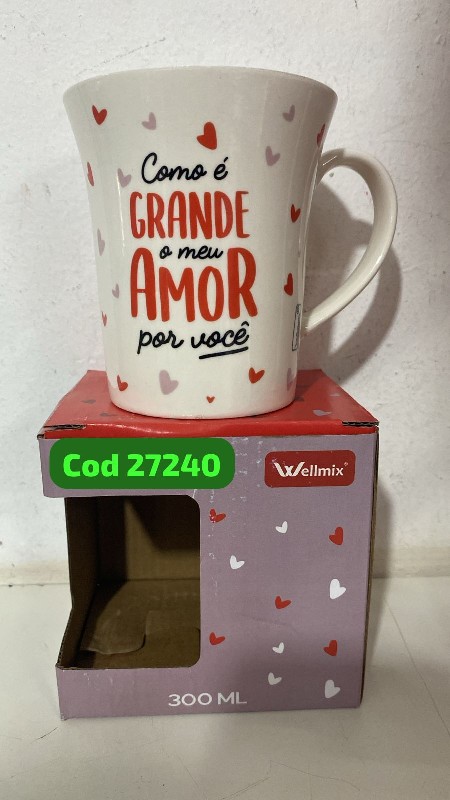 Como é
GRANDE
o meu
AMOR
por você
Cod 27240
Wellmix®
300 ML